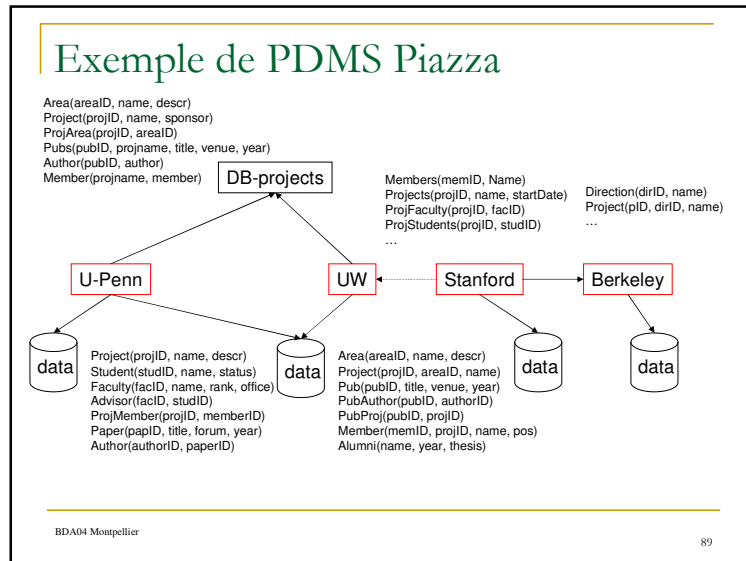 Exemple de PDMS Piazza
Area(areaID, name, descr)
Project(projID, name, sponsor)
ProjArea(projID, areaID)
Pubs(pubID, projname, title, venue, year)
Author(pubID, author)
Member(projname, member)
DB-projects
Members(memID, Name)
Projects(projID, name, startDate)
ProjFaculty(projID, facID)
ProjStudents(projID, studID)
…
Direction(dirID, name)
Project(pID, dirID, name)
…
U-Penn
UW
Stanford
Berkeley
data
data
data
data
Project(projID, name, descr)
Student(studID, name, status)
Faculty(facID, name, rank, office)
Advisor(facID, studID)
ProjMember(projID, memberID)
Paper(papID, title, forum, year)
Author(authorID, paperID)
Area(areaID, name, descr)
Project(projID, areaID, name)
Pub(pubID, title, venue, year)
PubAuthor(pubID, authorID)
PubProj(pubID, projID)
Member(memID, projID, name, pos)
Alumni(name, year, thesis)
BDA04 Montpellier
89